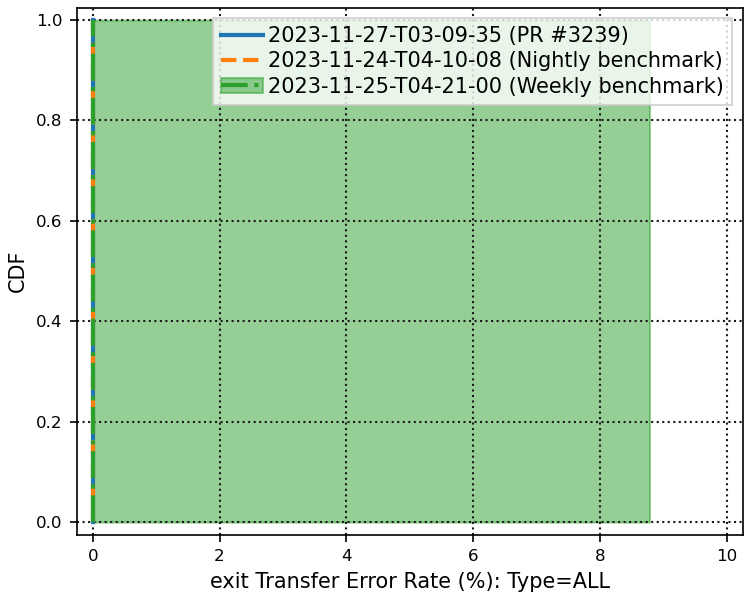 2023-11-27-T03-09-35 (PR #3239)
2023-11-24-T04-10-08 (Nightly benchmark)
2023-11-25-T04-21-00 (Weekly benchmark)
1.0
0.8
0.6
0.4
0.2
0.0
CDF
0 2 4 6 8 10
exit Transfer Error Rate (%): Type=ALL